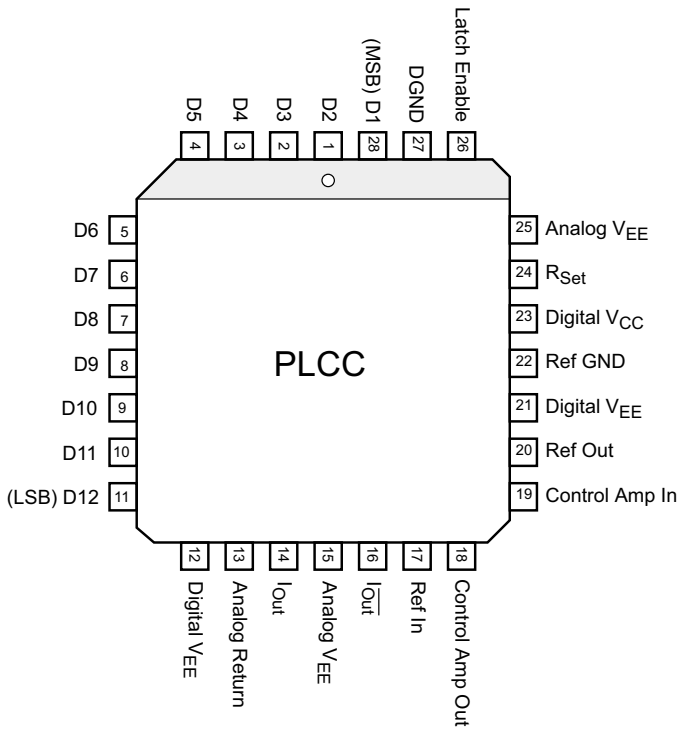 D5
D4
D3
D2
(MSB) D1
DGND
Latch Enable
4
3
2
1
28
27
26
D6 5
D7 6
D8 7
D9 8
D10 9
D11 10
(LSB) D12 11
PLCC
25 Analog VEE
24 RSet
23 Digital VCC
22 Ref GND
21 Digital VEE
20 Ref Out
19 Control Amp In
12
13
14
15
16
17
18
Digital VEE
Analog Return
IOut
Analog VEE
IOut
Ref In
Control Amp Out